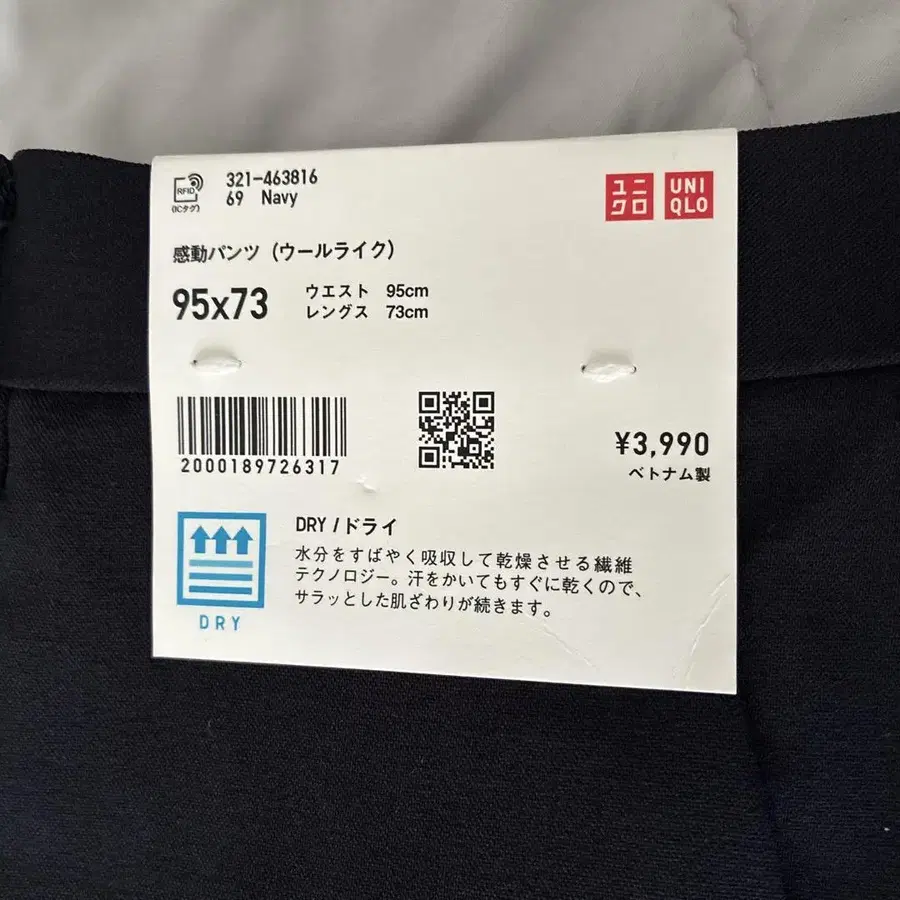 RFID
(ICタグ)
321-463816
69 Navy
ユニクロ
UNIQLO
感動パンツ (ウールライク)
95x73
ウエスト 95cm
レングス 73cm
2000189726317
¥3,990
ベトナム製
DRY
DRY /ドライ
水分をすばやく吸収して乾燥させる繊維
テクノロジー。汗をかいてもすぐに乾くので、
サラッとした肌ざわりが続きます。